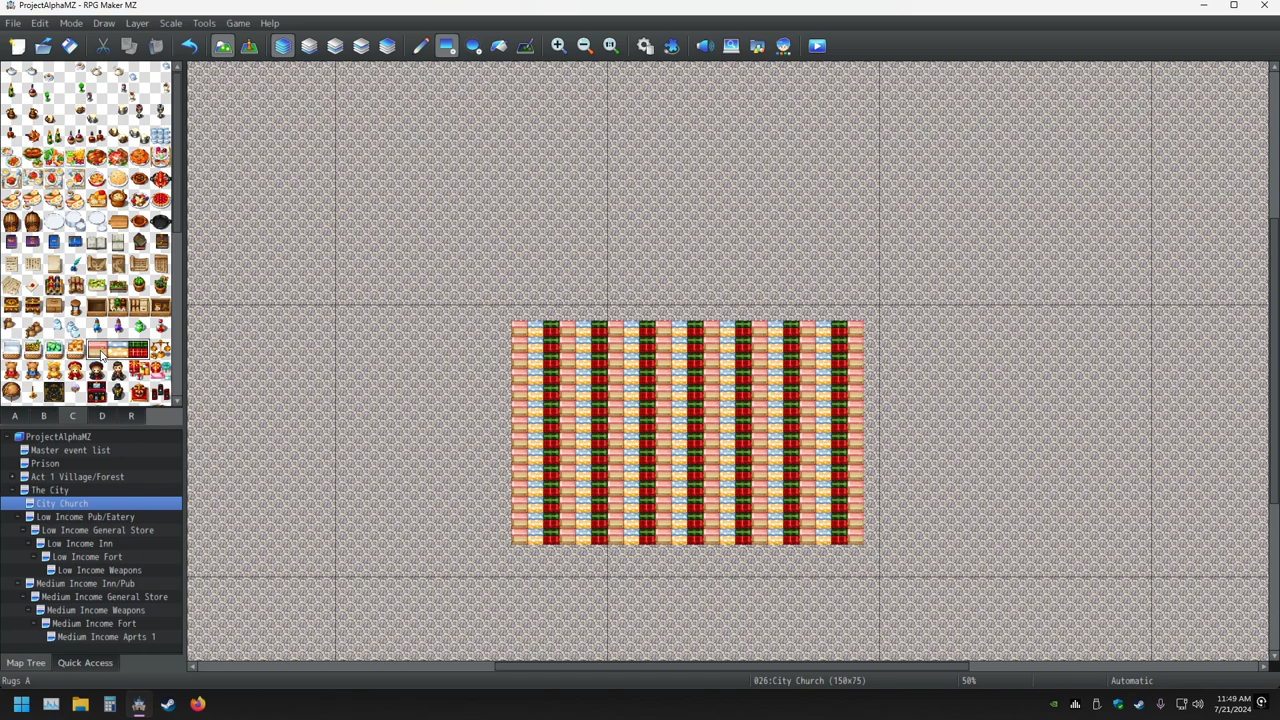 ProjectAlphaMZ - RPG Maker MZ
File Edit Mode Draw Layer Scale Tools Game Help
A B C D R
ProjectAlphaMZ
Master event list
Prison
Act 1 Village/Forest
The City
City Church
Low Income Pub/Eatery
Low Income General Store
Low Income Inn
Low Income Fort
Low Income Weapons
Medium Income Inn/Pub
Medium Income General Store
Medium Income Weapons
Medium Income Fort
Medium Income Aprts 1
Map Tree Quick Access
Rugs A 026:City Church (150x75) 50% Automatic
11:49 AM
7/21/2024